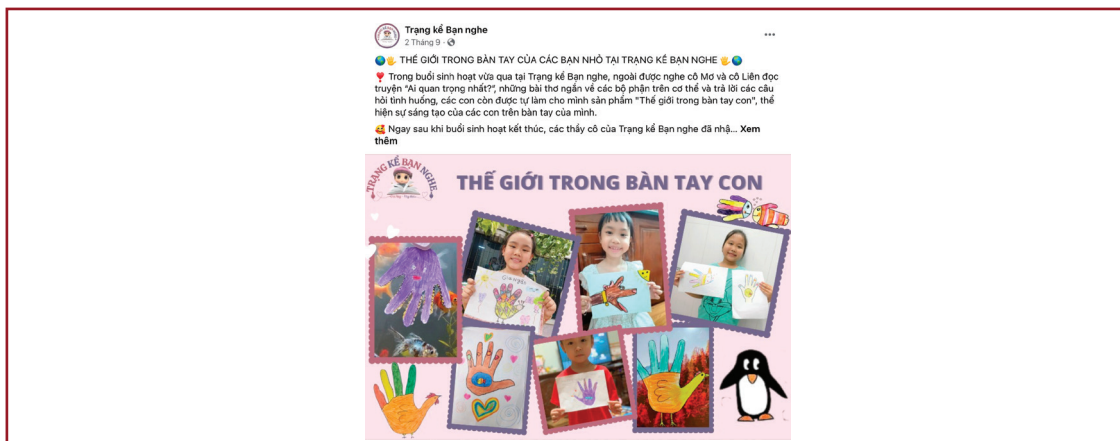 Trạng kể Bạn nghe
2 Tháng 9 ·
THẾ GIỚI TRONG BÀN TAY CỦA CÁC BẠN NHỎ TẠI TRẠNG KỂ BẠN NGHE
Trong buổi sinh hoạt vừa qua tại Trạng kể Bạn nghe, ngoài được nghe cô Mơ và cô Liên đọc
truyện "Ai quan trọng nhất?", những bài thơ ngắn về các bộ phận trên cơ thể và trả lời các câu
hỏi tình huống, các con còn được tự làm cho mình sản phẩm "Thế giới trong bàn tay con", thể
hiện sự sáng tạo của các con trên bàn tay của mình.
Ngay sau khi buổi sinh hoạt kết thúc, các thầy cô của Trạng kể Bạn nghe đã nhậ... Xem
thêm
TRẠNG KỂ BẠN NGHE
THẾ GIỚI TRONG BÀN TAY CON